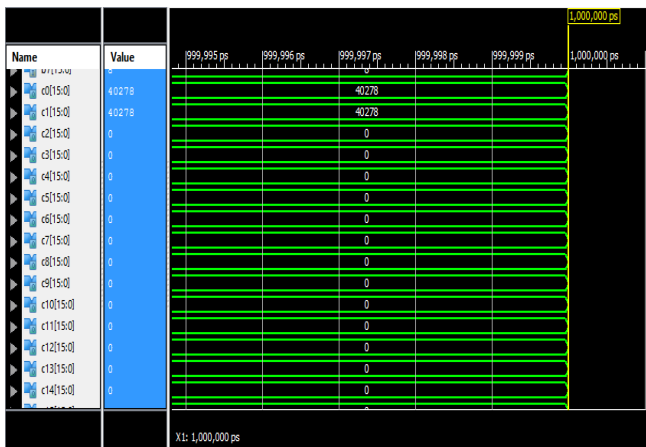 1,000,000 ps
Name Value 999,995 ps 999,996 ps 999,997 ps 999,998 ps 999,999 ps 1,000,000 ps
c0[15:0] 40278 40278
c1[15:0] 40278 40278
c2[15:0] 0 0
c3[15:0] 0 0
c4[15:0] 0 0
c5[15:0] 0 0
c6[15:0] 0 0
c7[15:0] 0 0
c8[15:0] 0 0
c9[15:0] 0 0
c10[15:0] 0 0
c11[15:0] 0 0
c12[15:0] 0 0
c13[15:0] 0 0
c14[15:0] 0 0
X1: 1,000,000 ps